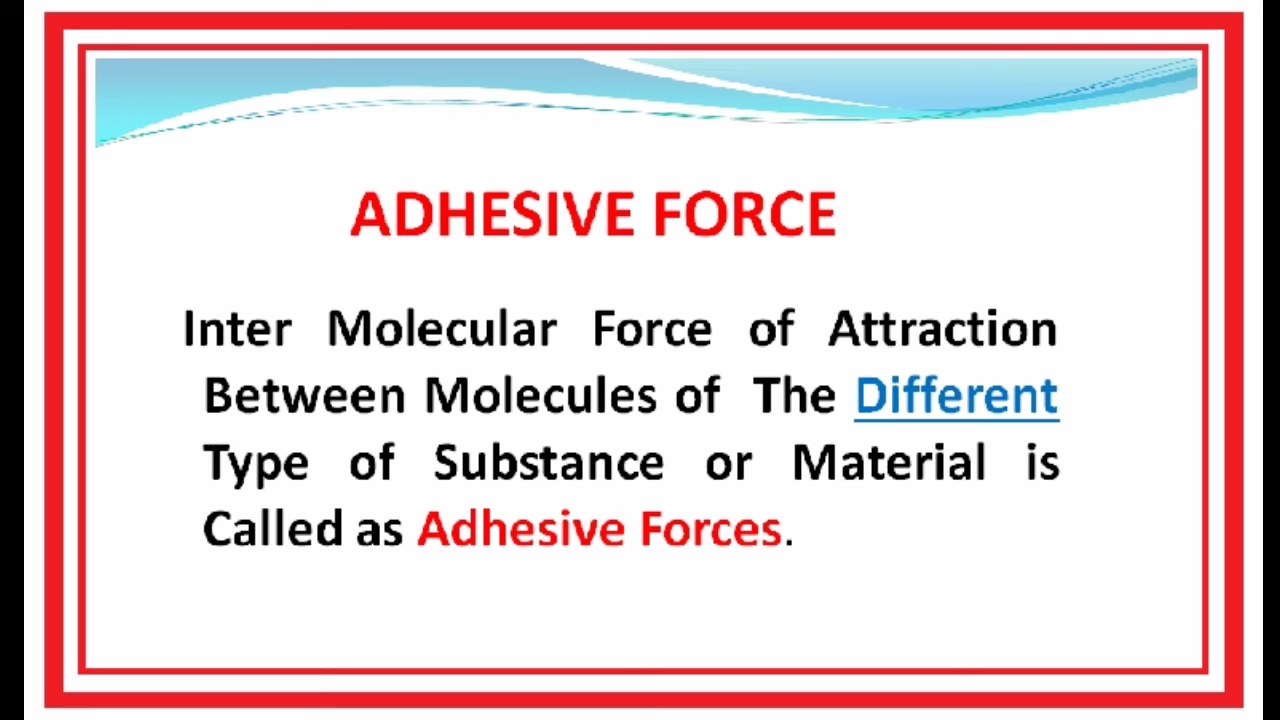 ADHESIVE FORCE
Inter Molecular Force of Attraction
Between Molecules of The Different
Type of Substance or Material is
Called as Adhesive Forces.